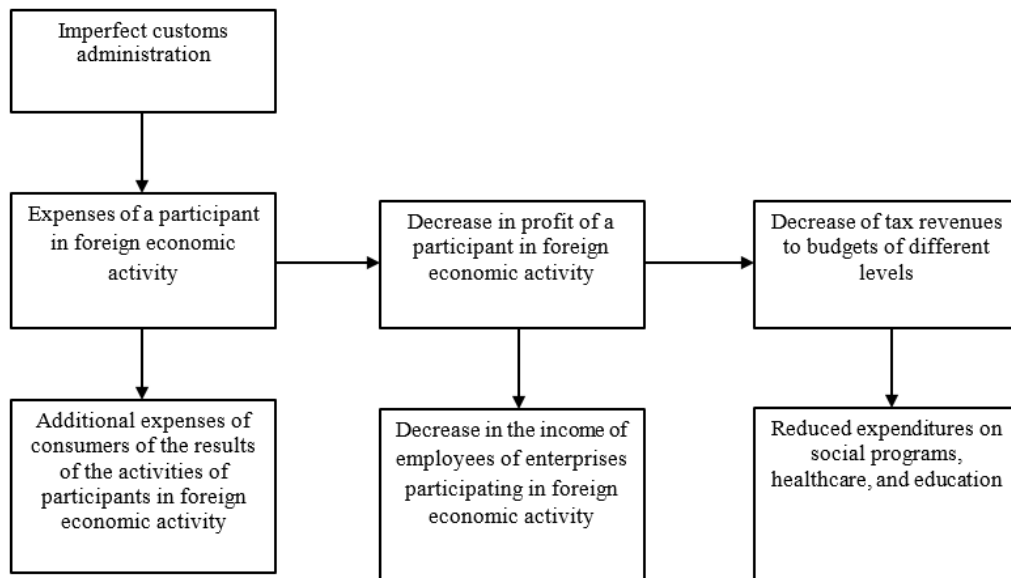 Imperfect customs
administration
Expenses of a participant
in foreign economic
activity
Decrease in profit of a
participant in foreign
economic activity
Decrease of tax revenues
to budgets of different
levels
Additional expenses of
consumers of the results
of the activities of
participants in foreign
economic activity
Decrease in the income of
employees of enterprises
participating in foreign
economic activity
Reduced expenditures on
social programs,
healthcare, and education